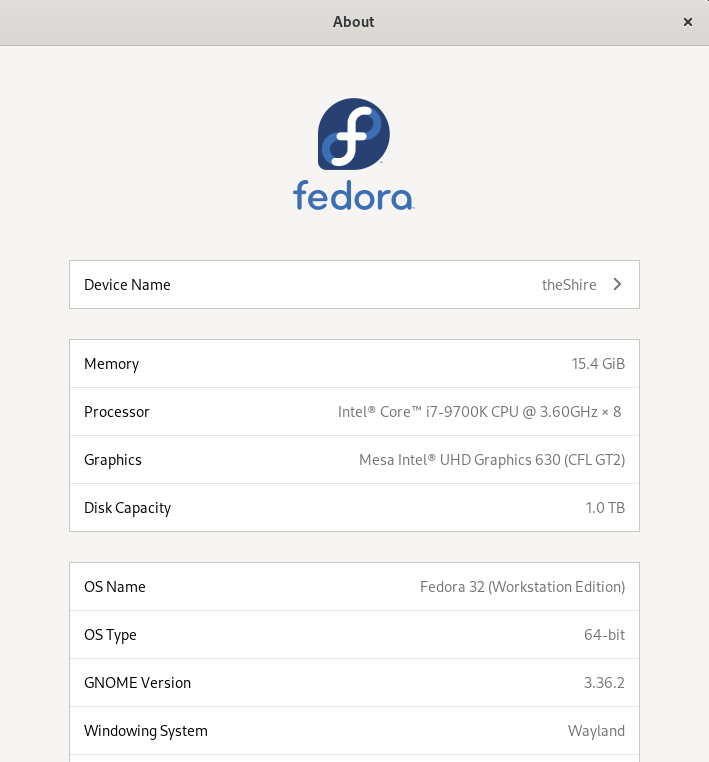 About
fedora
Device Name theShire
Memory 15.4 GiB
Processor Intel® Core™ i7-9700K CPU @ 3.60GHz × 8
Graphics Mesa Intel® UHD Graphics 630 (CFL GT2)
Disk Capacity 1.0 TB
OS Name Fedora 32 (Workstation Edition)
OS Type 64-bit
GNOME Version 3.36.2
Windowing System Wayland